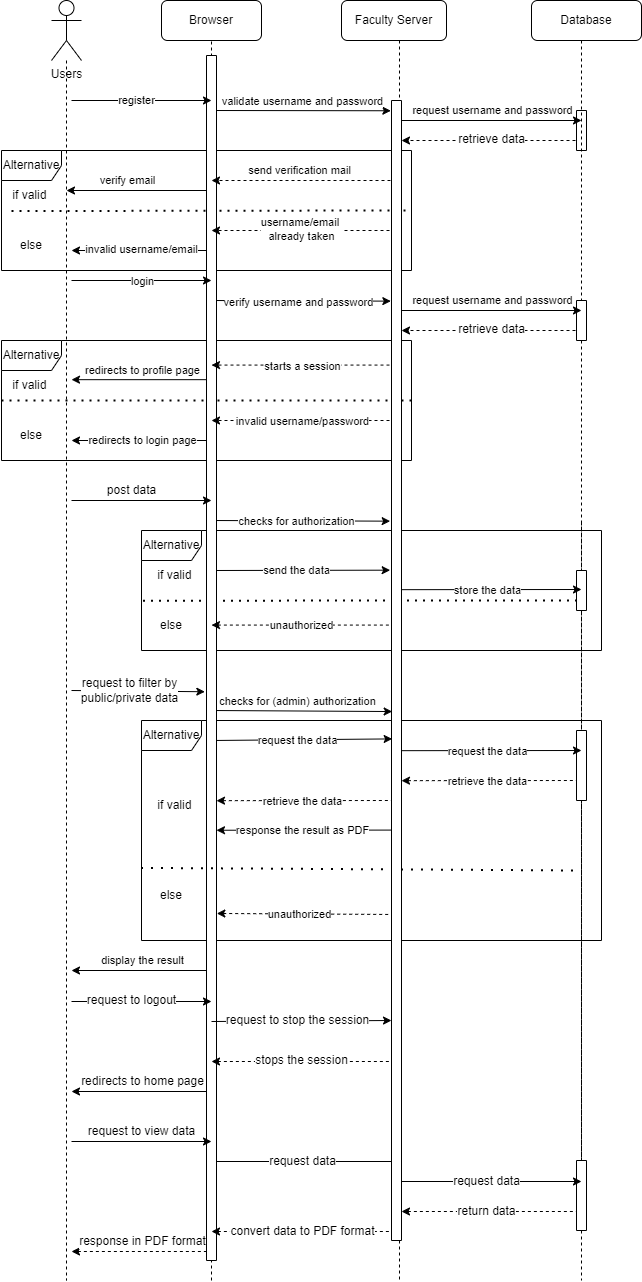 Browser
Faculty Server
Database
Users
register
validate username and password
request username and password
retrieve data
Alternative
send verification mail
verify email
if valid
username/email
already taken
else
invalid username/email
login
verify username and password
request username and password
retrieve data
Alternative
starts a session
redirects to profile page
if valid
invalid username/password
else
redirects to login page
post data
checks for authorization
Alternative
send the data
if valid
store the data
else
unauthorized
request to filter by
public/private data
checks for (admin) authorization
Alternative
request the data
request the data
retrieve the data
retrieve the data
if valid
response the result as PDF
else
unauthorized
display the result
request to logout
request to stop the session
stops the session
redirects to home page
request to view data
request data
request data
return data
convert data to PDF format
response in PDF format